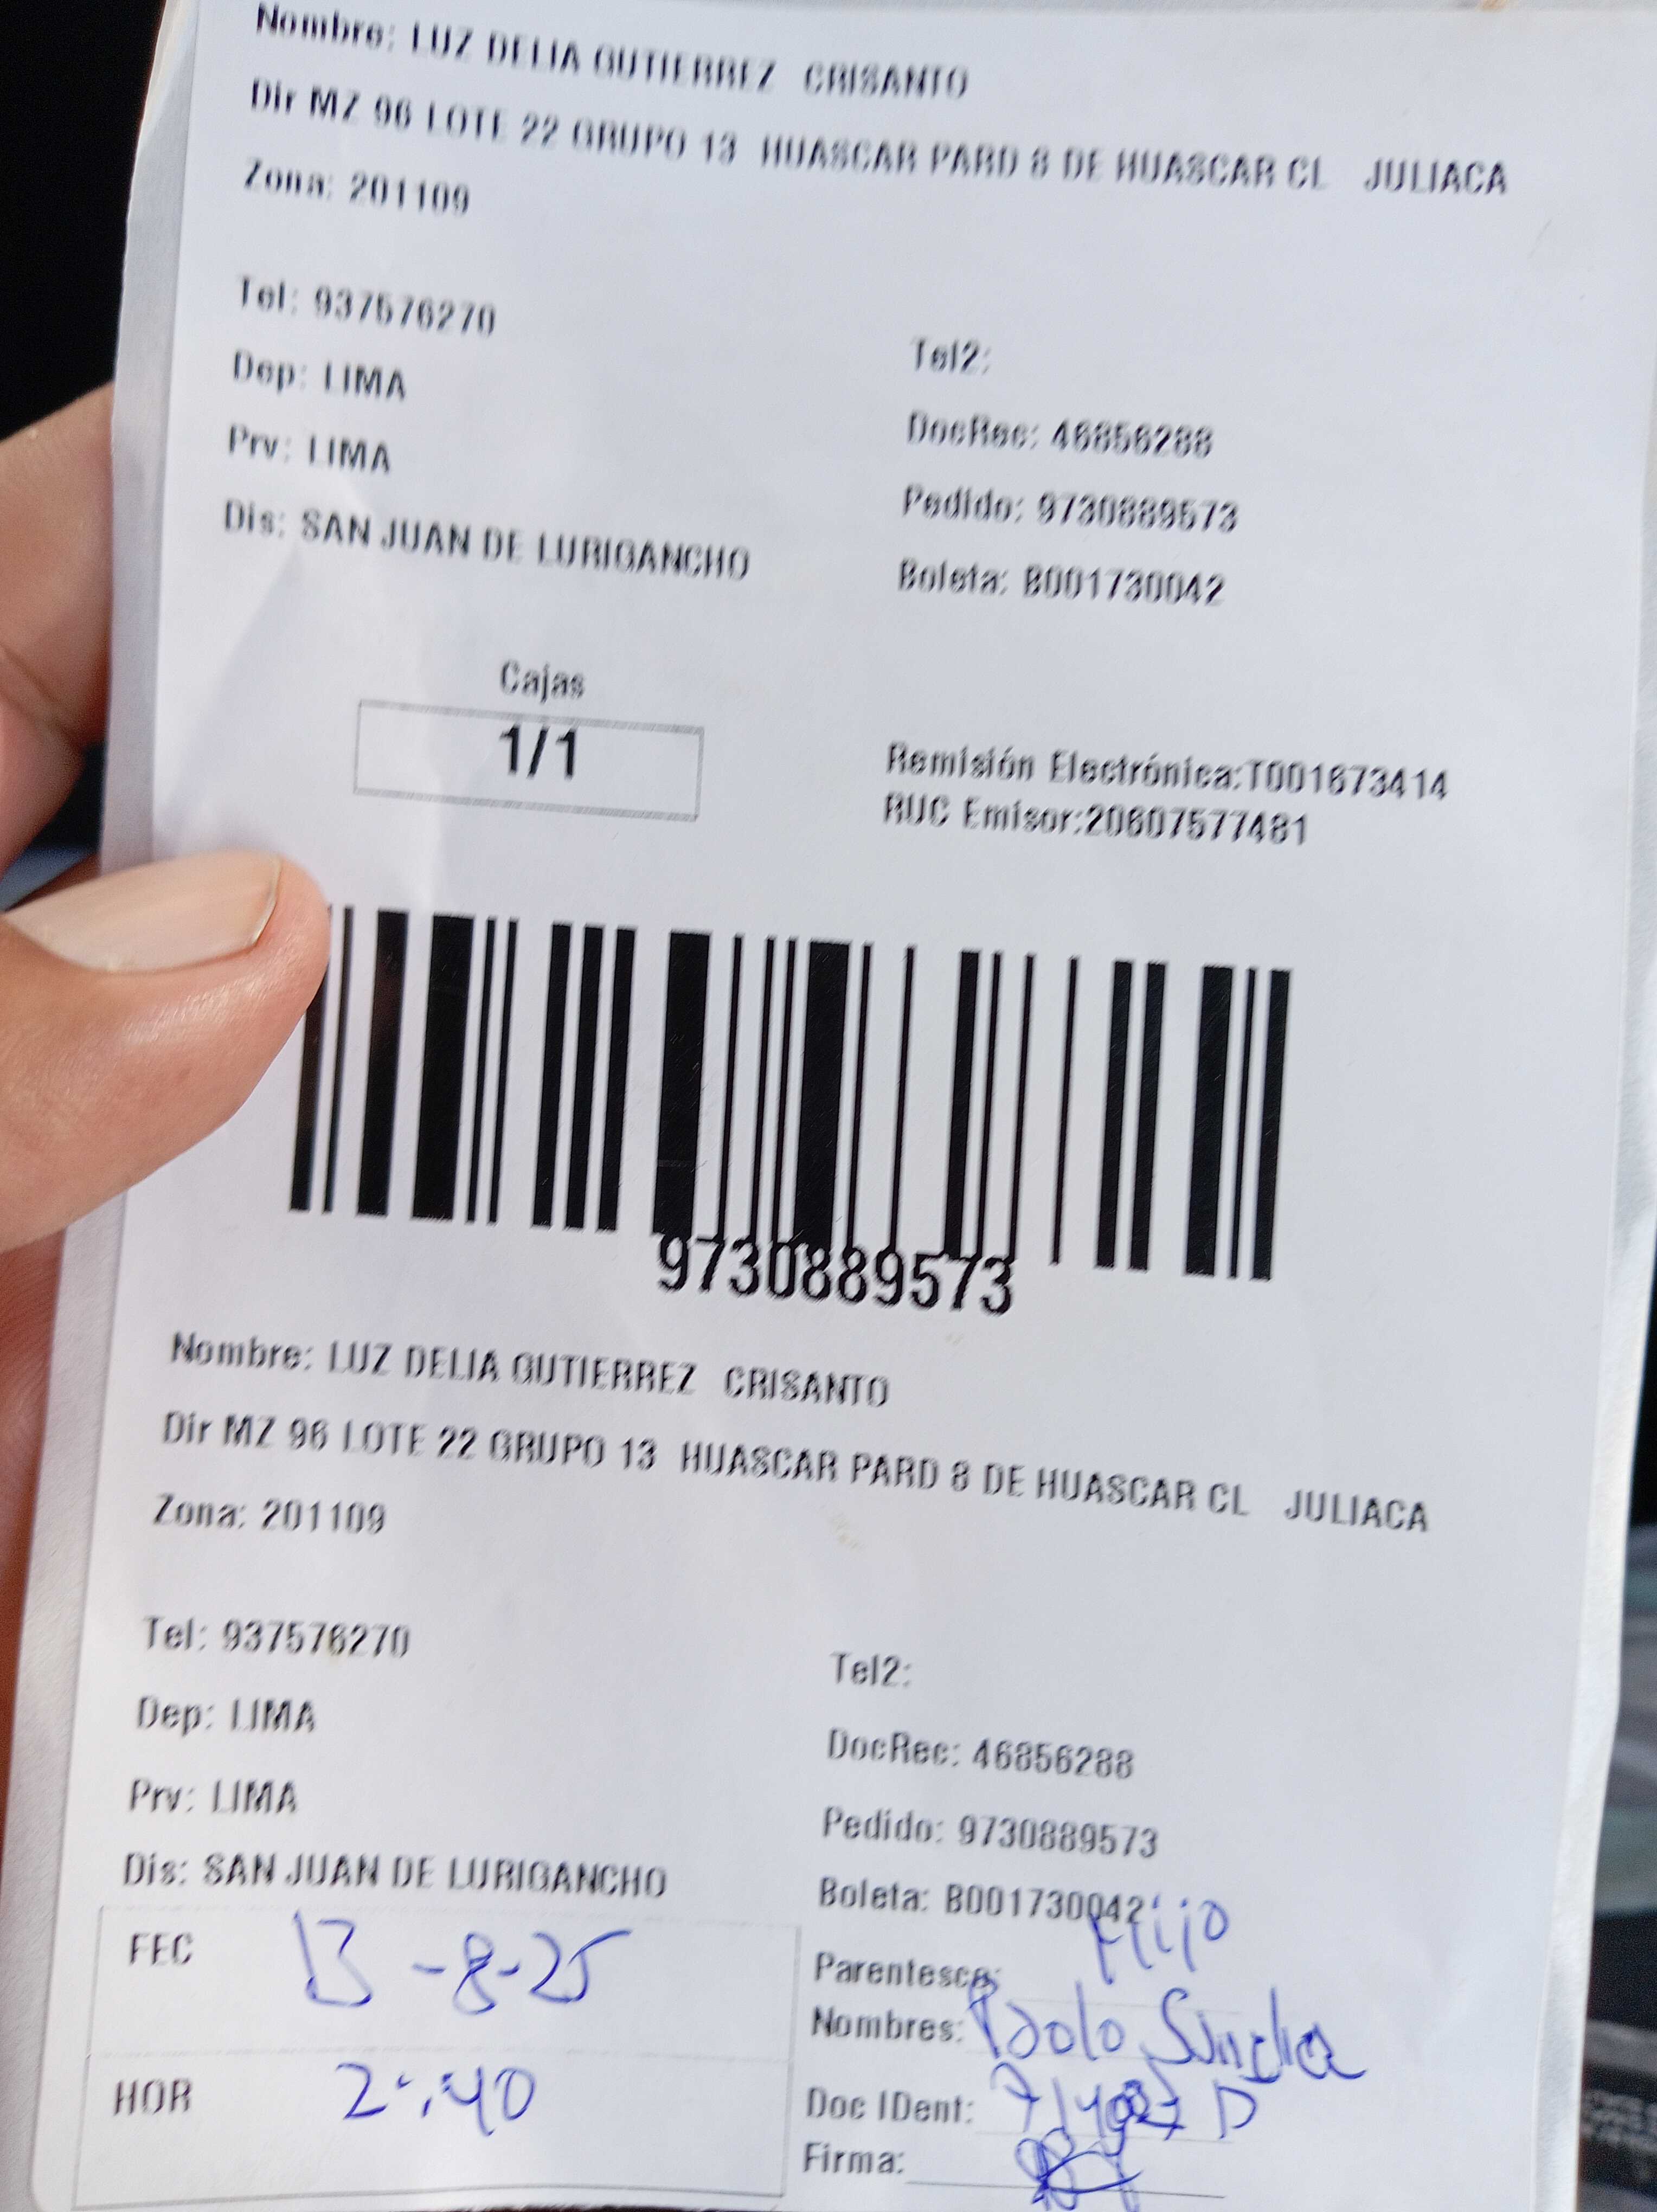 Nombre: LUZ DELIA GUTIERREZ CRISANTO
Dir MZ 96 LOTE 22 GRUPO 13 HUASCAR PARD 8 DE HUASCAR CL JULIACA
Zona: 201109
Tel: 937576270
Tel2:
Dep: LIMA
DocRec: 46856288
Prv: LIMA
Pedido: 9730889573
Dis: SAN JUAN DE LURIGANCHO
Boleta: B001730042
Cajas
1/1
Remisión Electrónica:T001673414
RUC Emisor:20607577481
9730889573
Nombre: LUZ DELIA GUTIERREZ CRISANTO
Dir MZ 96 LOTE 22 GRUPO 13 HUASCAR PARD 8 DE HUASCAR CL JULIACA
Zona: 201109
Tel: 937576270
Tel2:
Dep: LIMA
DocRec: 46856288
Prv: LIMA
Pedido: 9730889573
Dis: SAN JUAN DE LURIGANCHO
Boleta: B001730042
FEC 13-8-25
Parentesco: Hijo
Nombres:
HOR 2:40
Doc IDent:
Firma: